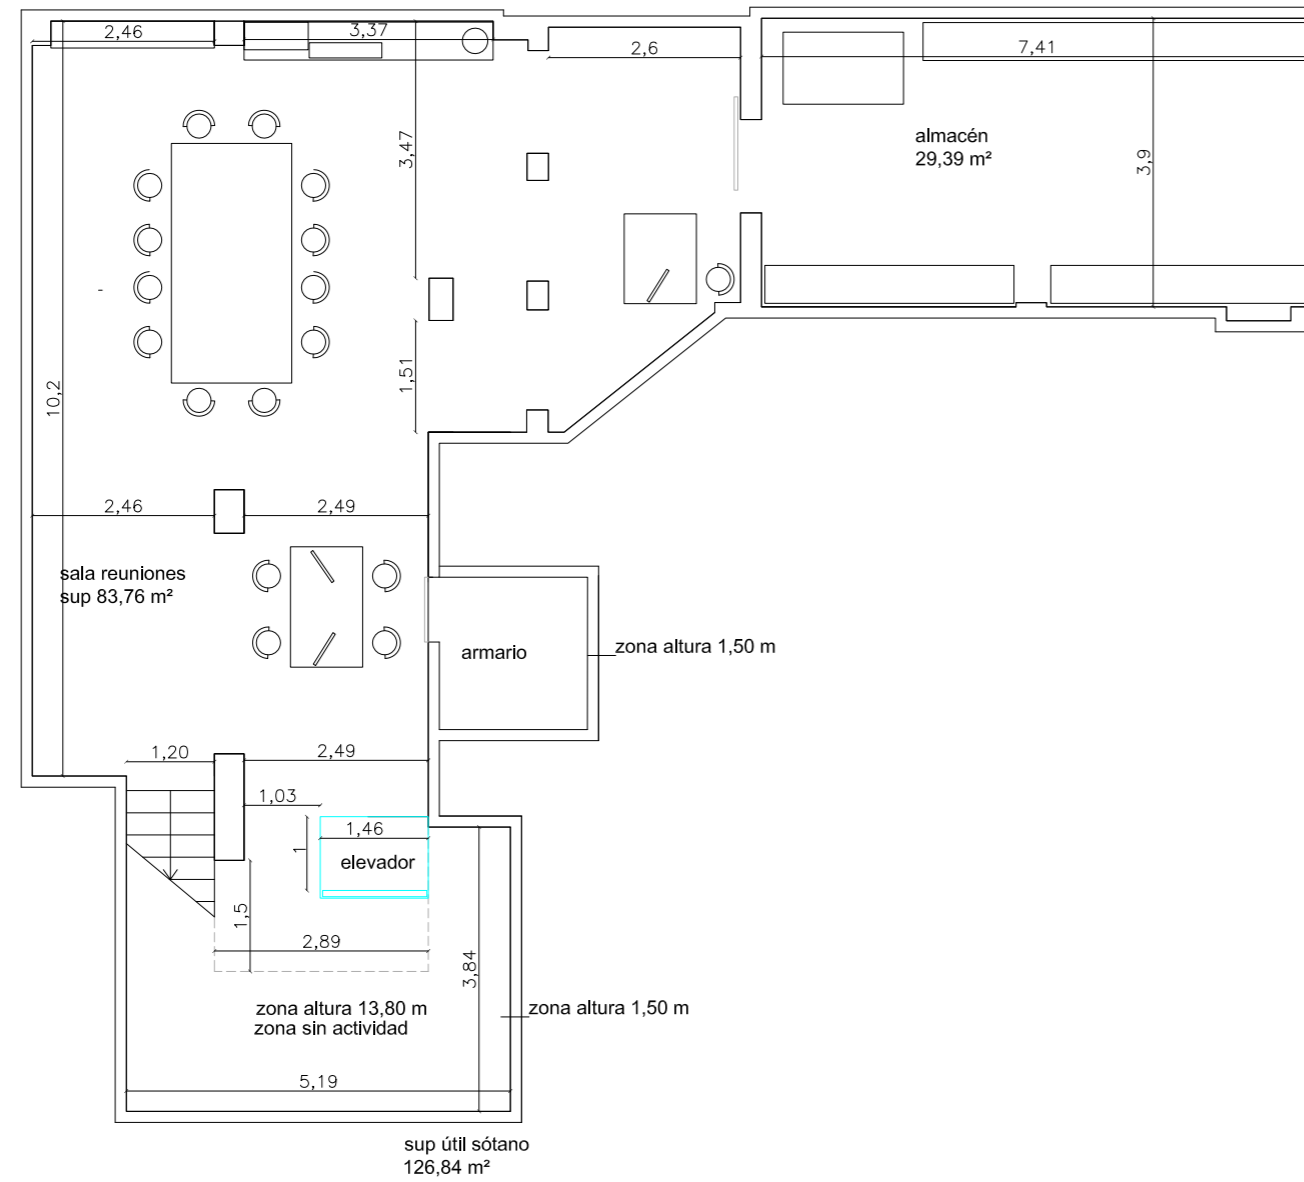 2,46
3,37
2,6
7,41
3,47
almacén
29,39 m²
3,9
1,51
10,2
2,46
2,49
sala reuniones
sup 83,76 m²
armario
zona altura 1,50 m
1,20
2,49
1,03
1,46
1
elevador
1,5
2,89
3,84
zona altura 13,80 m
zona sin actividad
zona altura 1,50 m
5,19
sup útil sótano
126,84 m²